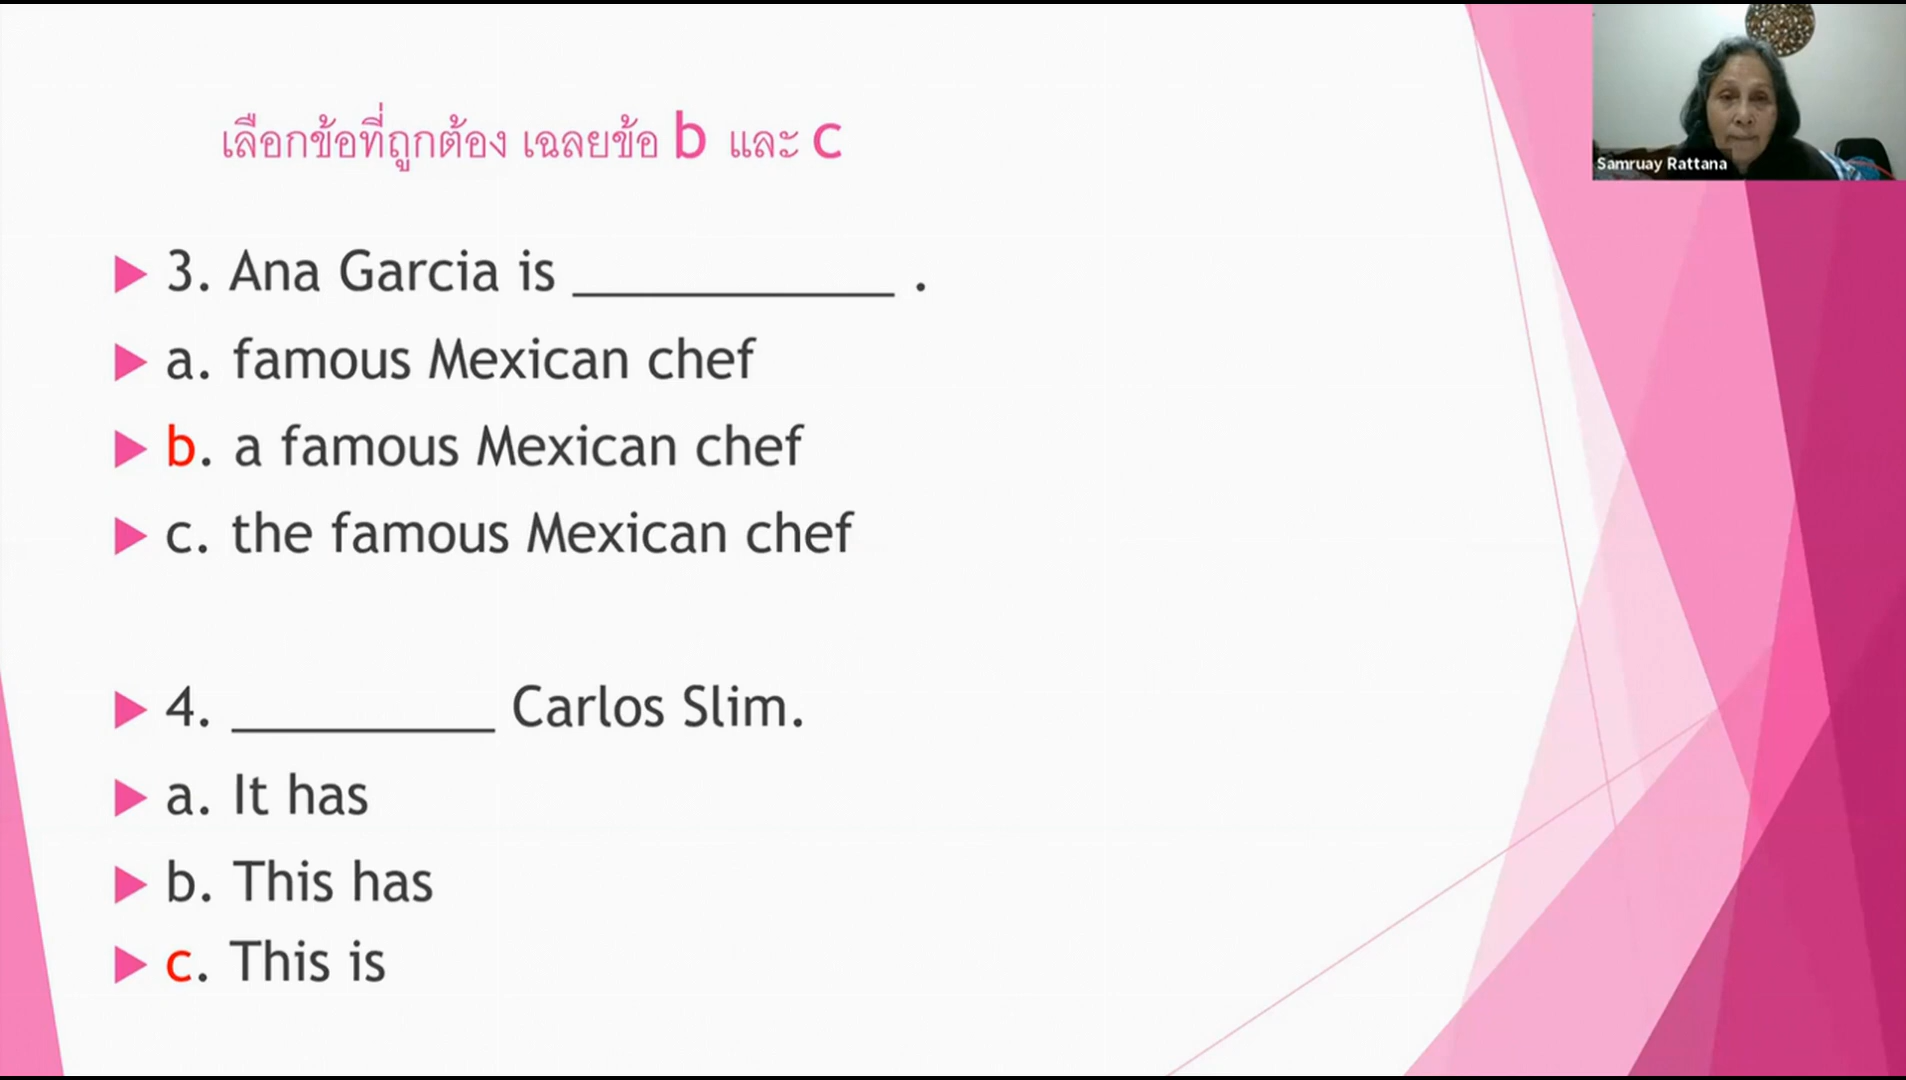 เลือกข้อที่ถูกต้อง เฉลยข้อ b และ c
Samruay Rattana
3. Ana Garcia is ____________ .
a. famous Mexican chef
b. a famous Mexican chef
c. the famous Mexican chef
4. __________ Carlos Slim.
a. It has
b. This has
c. This is